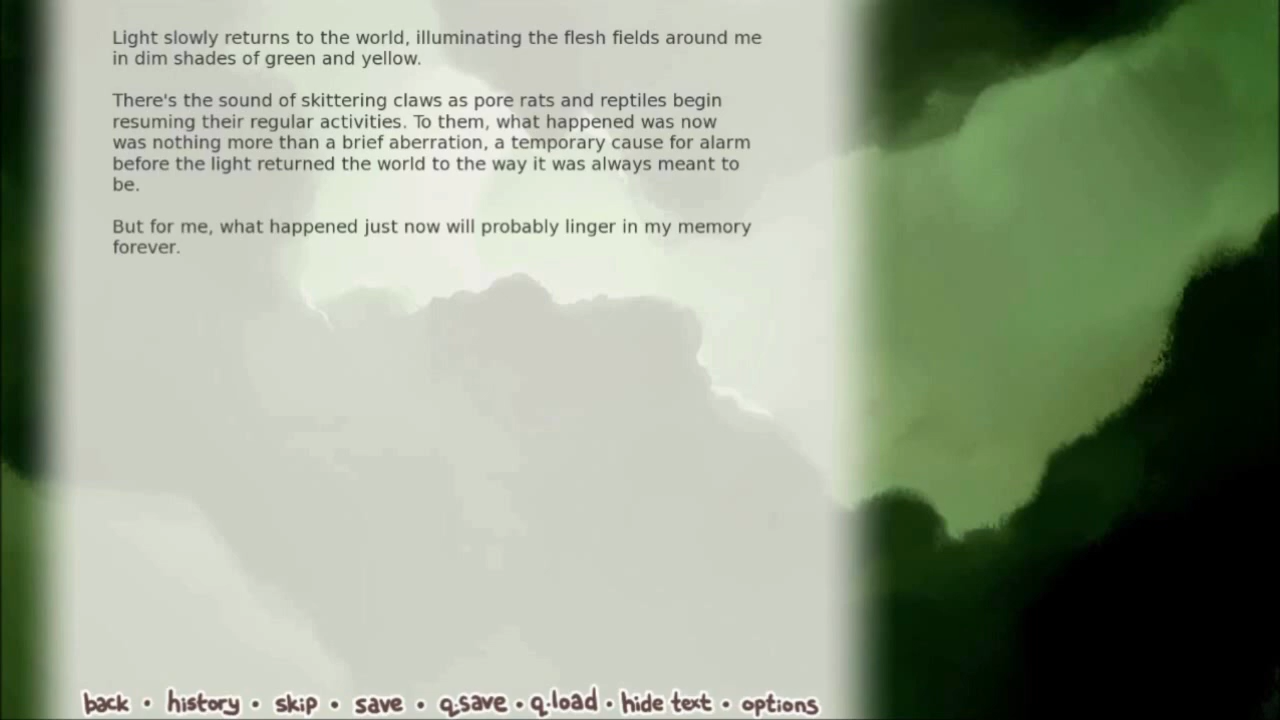 Light slowly returns to the world, illuminating the flesh fields around me
in dim shades of green and yellow.
There's the sound of skittering claws as pore rats and reptiles begin
resuming their regular activities. To them, what happened was now
was nothing more than a brief aberration, a temporary cause for alarm
before the light returned the world to the way it was always meant to
be.
But for me, what happened just now will probably linger in my memory
forever.
back • history • skip • save • q.save • q.load • hide text • options